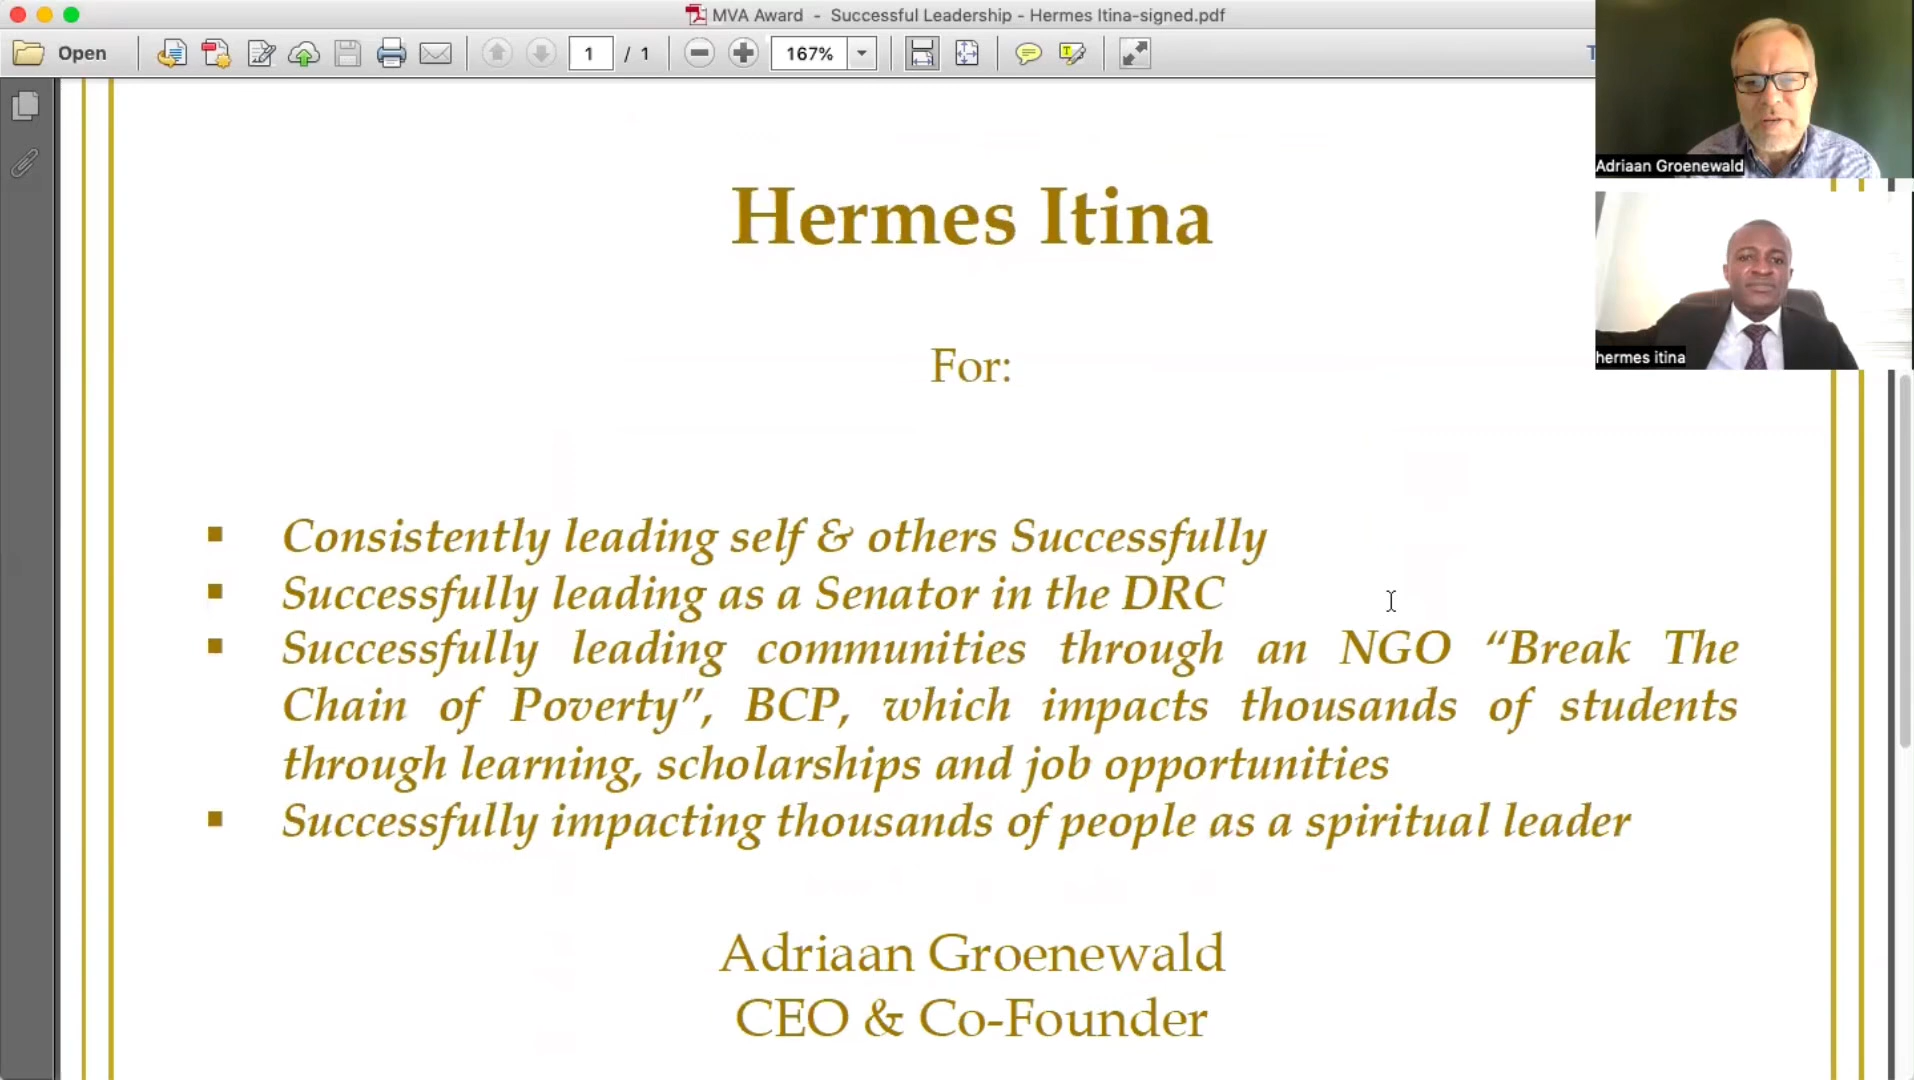 MVA Award - Successful Leadership - Hermes Itina-signed.pdf
Open
1 / 1
167%
Adriaan Groenewald
hermes itina
Hermes Itina
For:
▪ Consistently leading self & others Successfully
▪ Successfully leading as a Senator in the DRC
▪ Successfully leading communities through an NGO “Break The
Chain of Poverty”, BCP, which impacts thousands of students
through learning, scholarships and job opportunities
▪ Successfully impacting thousands of people as a spiritual leader
Adriaan Groenewald
CEO & Co-Founder